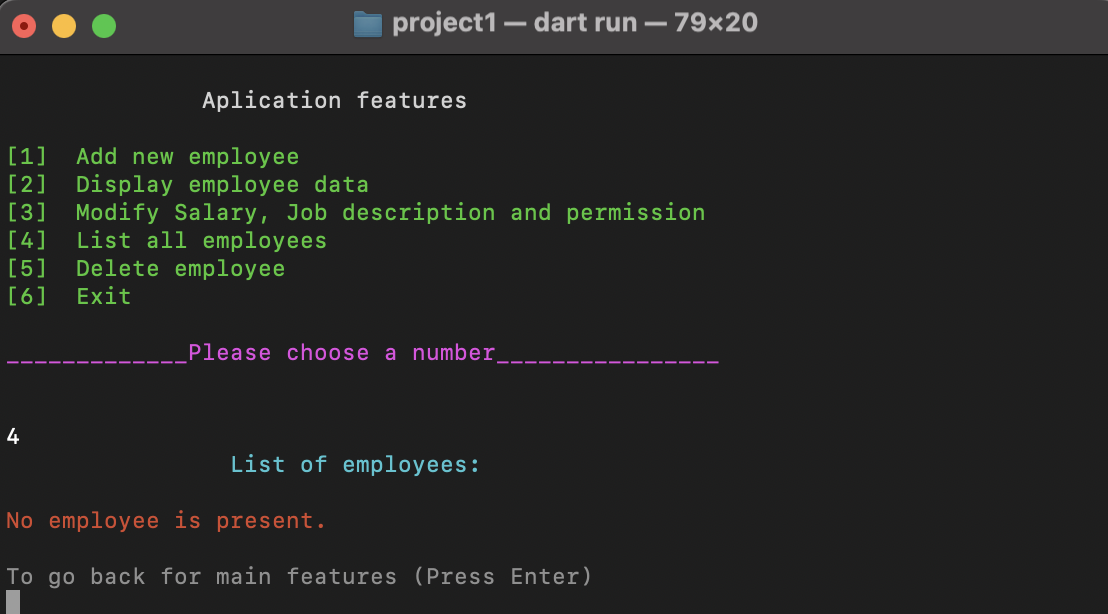 project1 — dart run — 79×20
Aplication features
[1]  Add new employee
[2]  Display employee data
[3]  Modify Salary, Job description and permission
[4]  List all employees
[5]  Delete employee
[6]  Exit
_____________Please choose a number________________
4
List of employees:
No employee is present.
To go back for main features (Press Enter)